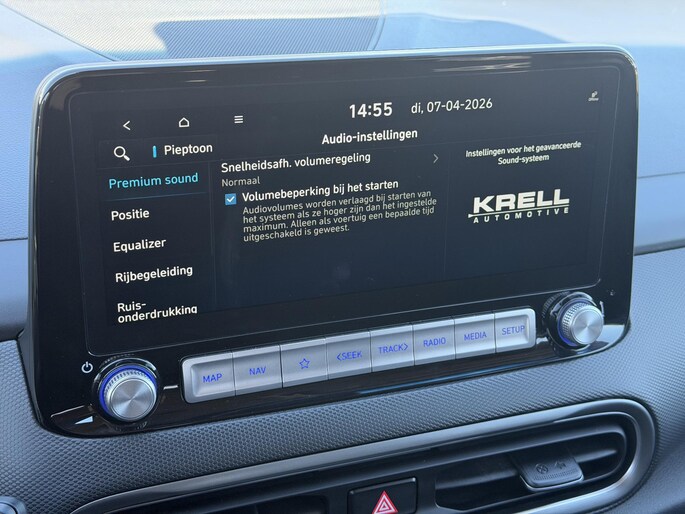 14:55 di, 07-04-2026
Audio-instellingen
Pieptoon
Premium sound
Positie
Equalizer
Rijbegeleiding
Ruis-
onderdrukking
Snelheidsafh. volumeregeling
Normaal
Volumebeperking bij het starten
Audiovolumes worden verlaagd bij starten van
het systeem als ze hoger zijn dan het ingestelde
maximum. Alleen als voertuig een bepaalde tijd
uitgeschakeld is geweest.
Instellingen voor het geavanceerde
Sound-systeem
KRELL
AUTOMOTIVE
MAP
NAV
<SEEK
TRACK>
RADIO
MEDIA
SETUP